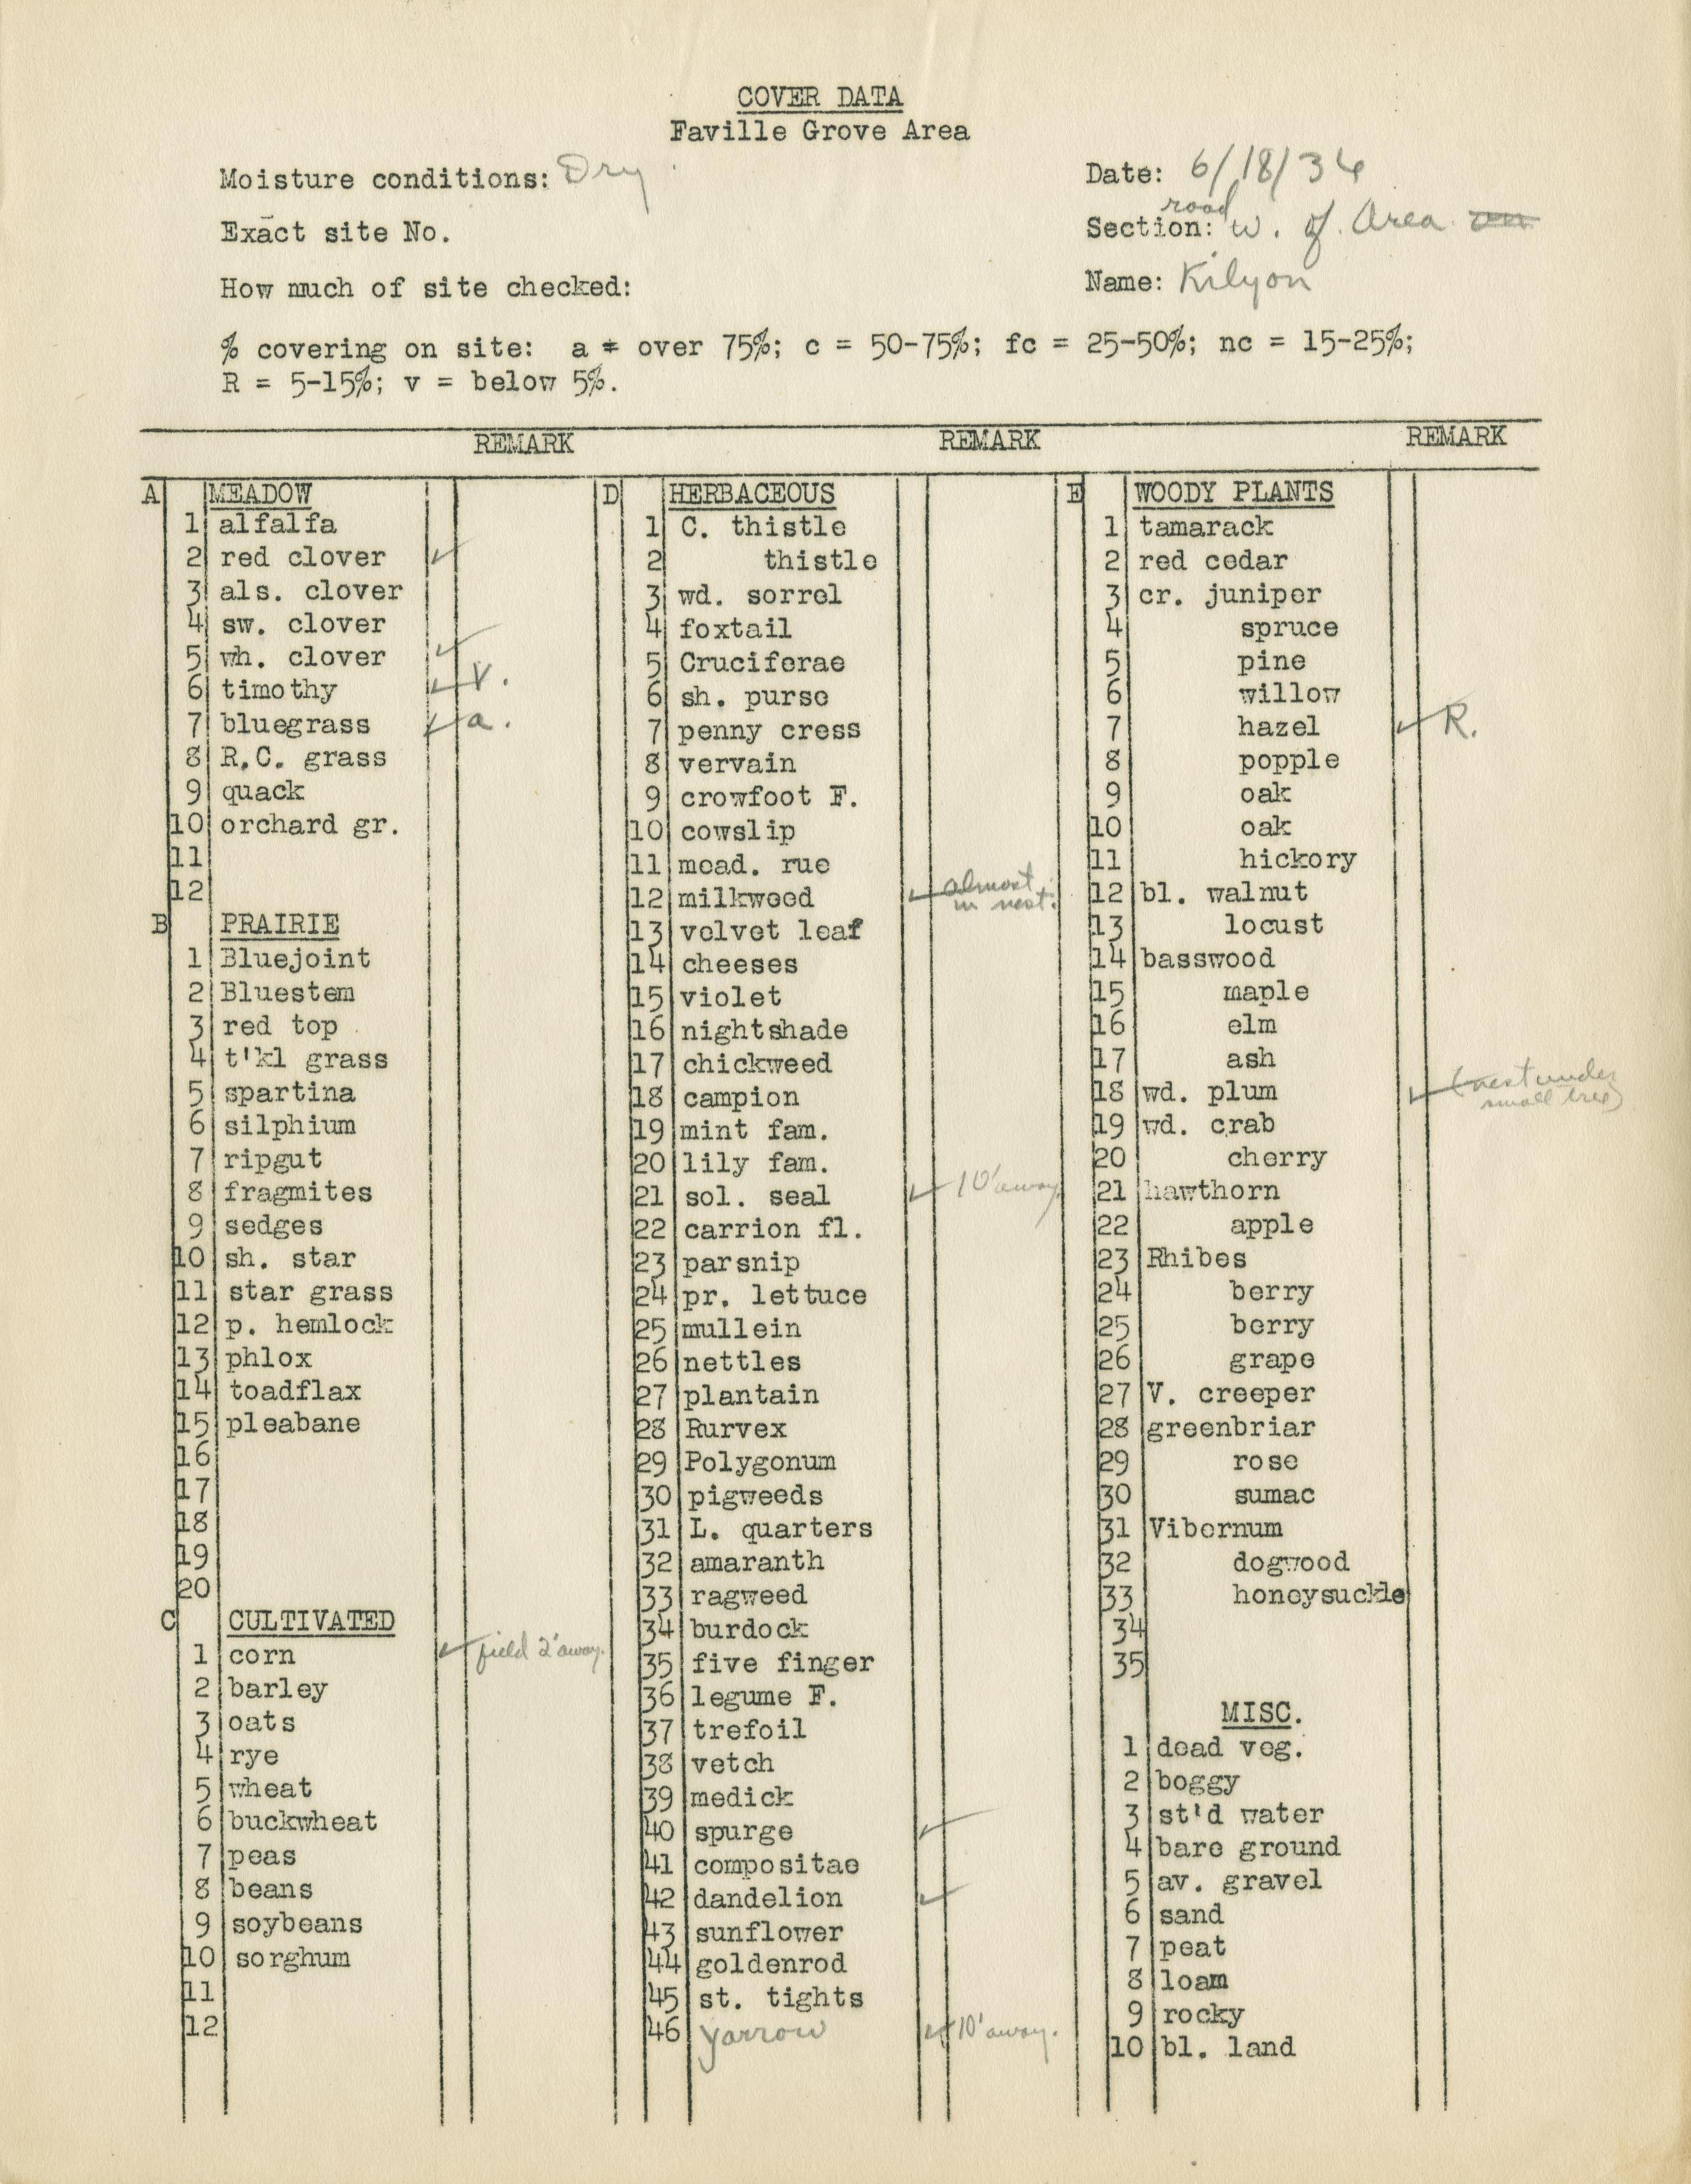 COVER DATA
Faville Grove Area
Moisture conditions: Dry.
Date: 6/18/36
Exact site No.
road
Section: W. of Area
How much of site checked:
Name: Kilyon
% covering on site: a = over 75%; c = 50-75%; fc = 25-50%; nc = 15-25%;
R = 5-15%; v = below 5%.
REMARK REMARK REMARK
A MEADOW
1 alfalfa
2 red clover ✓
3 als. clover
4 sw. clover
5 wh. clover ✓
6 timothy ✓ V.
7 bluegrass ✓ a.
8 R.C. grass
9 quack
10 orchard gr.
11
12
B PRAIRIE
1 Bluejoint
2 Bluestem
3 red top
4 t'kl grass
5 spartina
6 silphium
7 ripgut
8 fragmites
9 sedges
10 sh. star
11 star grass
12 p. hemlock
13 phlox
14 toadflax
15 pleabane
16
17
18
19
20
C CULTIVATED
1 corn ✓ field 2' away.
2 barley
3 oats
4 rye
5 wheat
6 buckwheat
7 peas
8 beans
9 soybeans
10 sorghum
11
12
D HERBACEOUS
1 C. thistle
2 thistle
3 wd. sorrel
4 foxtail
5 Cruciferae
6 sh. purse
7 penny cress
8 vervain
9 crowfoot F.
10 cowslip
11 mead. rue
12 milkweed ✓ almost in nest.
13 velvet leaf
14 cheeses
15 violet
16 nightshade
17 chickweed
18 campion
19 mint fam.
20 lily fam.
21 sol. seal ✓ 10' away
22 carrion fl.
23 parsnip
24 pr. lettuce
25 mullein
26 nettles
27 plantain
28 Rurvex
29 Polygonum
30 pigweeds
31 L. quarters
32 amaranth
33 ragweed
34 burdock
35 five finger
36 legume F.
37 trefoil
38 vetch
39 medick
40 spurge ✓
41 compositae
42 dandelion ✓
43 sunflower
44 goldenrod
45 st. tights
46 yarrow ✓ 10' away.
E WOODY PLANTS
1 tamarack
2 red cedar
3 cr. juniper
4 spruce
5 pine
6 willow
7 hazel ✓ R.
8 popple
9 oak
10 oak
11 hickory
12 bl. walnut
13 locust
14 basswood
15 maple
16 elm
17 ash
18 wd. plum ✓ (nest under small tree)
19 wd. crab
20 cherry
21 hawthorn
22 apple
23 Rhibes
24 berry
25 berry
26 grape
27 V. creeper
28 greenbriar
29 rose
30 sumac
31 Vibernum
32 dogwood
33 honeysuckle
34
35
MISC.
1 dead veg.
2 boggy
3 st'd water
4 bare ground
5 av. gravel
6 sand
7 peat
8 loam
9 rocky
10 bl. land